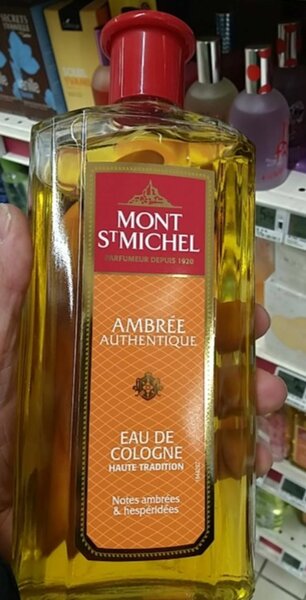 MONT
ST MICHEL
PARFUMEUR DEPUIS 1920
AMBRÉE
AUTHENTIQUE
EAU DE
COLOGNE
HAUTE TRADITION
Notes ambrées
& hespéridées